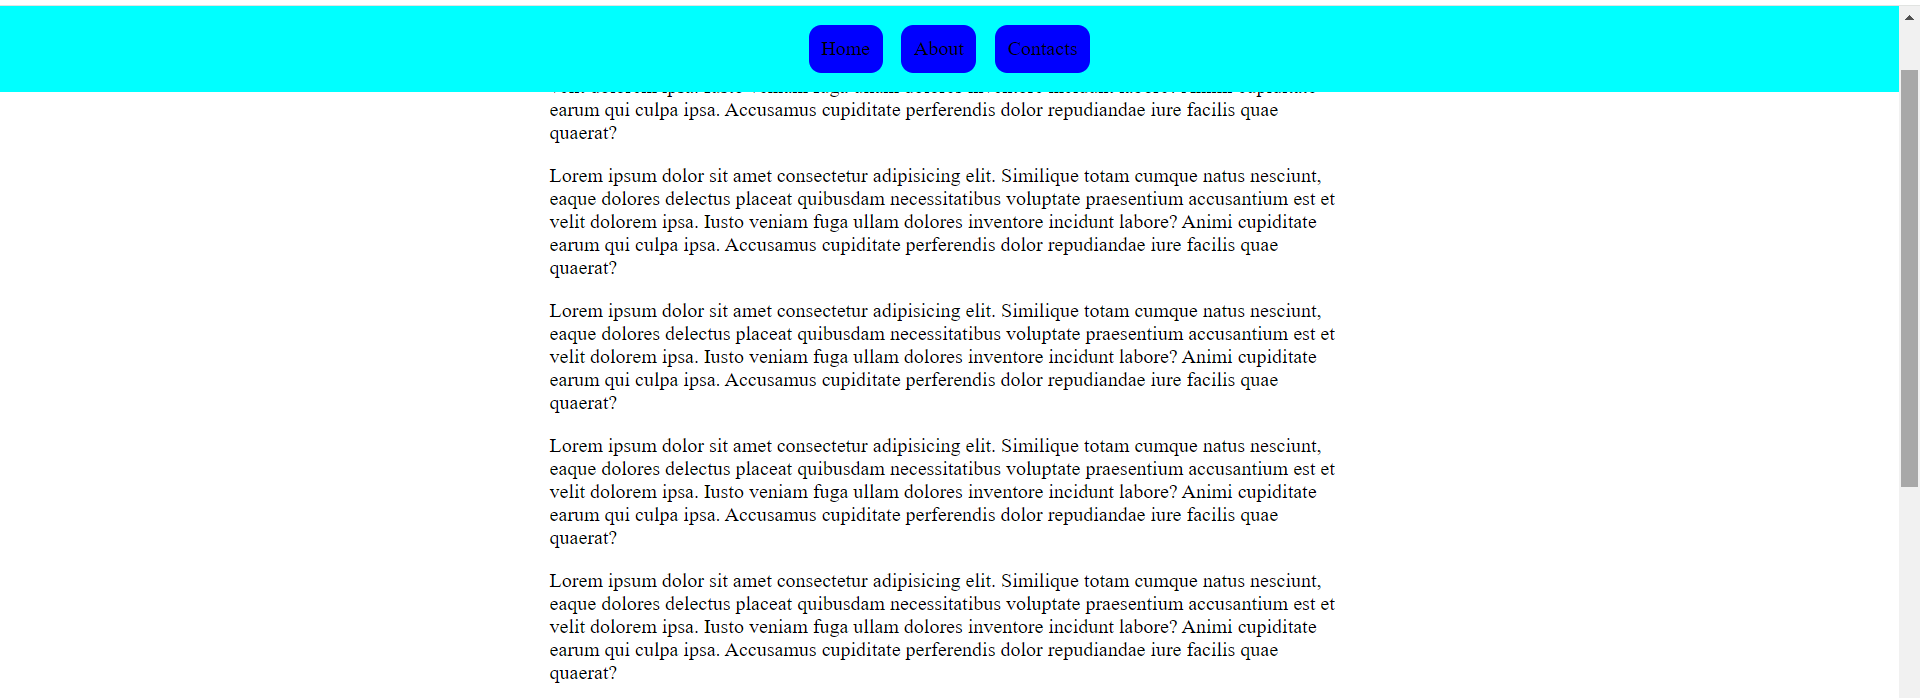 Home About Contacts
earum qui culpa ipsa. Accusamus cupiditate perferendis dolor repudiandae iure facilis quae
quaerat?
Lorem ipsum dolor sit amet consectetur adipisicing elit. Similique totam cumque natus nesciunt,
eaque dolores delectus placeat quibusdam necessitatibus voluptate praesentium accusantium est et
velit dolorem ipsa. Iusto veniam fuga ullam dolores inventore incidunt labore? Animi cupiditate
earum qui culpa ipsa. Accusamus cupiditate perferendis dolor repudiandae iure facilis quae
quaerat?
Lorem ipsum dolor sit amet consectetur adipisicing elit. Similique totam cumque natus nesciunt,
eaque dolores delectus placeat quibusdam necessitatibus voluptate praesentium accusantium est et
velit dolorem ipsa. Iusto veniam fuga ullam dolores inventore incidunt labore? Animi cupiditate
earum qui culpa ipsa. Accusamus cupiditate perferendis dolor repudiandae iure facilis quae
quaerat?
Lorem ipsum dolor sit amet consectetur adipisicing elit. Similique totam cumque natus nesciunt,
eaque dolores delectus placeat quibusdam necessitatibus voluptate praesentium accusantium est et
velit dolorem ipsa. Iusto veniam fuga ullam dolores inventore incidunt labore? Animi cupiditate
earum qui culpa ipsa. Accusamus cupiditate perferendis dolor repudiandae iure facilis quae
quaerat?
Lorem ipsum dolor sit amet consectetur adipisicing elit. Similique totam cumque natus nesciunt,
eaque dolores delectus placeat quibusdam necessitatibus voluptate praesentium accusantium est et
velit dolorem ipsa. Iusto veniam fuga ullam dolores inventore incidunt labore? Animi cupiditate
earum qui culpa ipsa. Accusamus cupiditate perferendis dolor repudiandae iure facilis quae
quaerat?